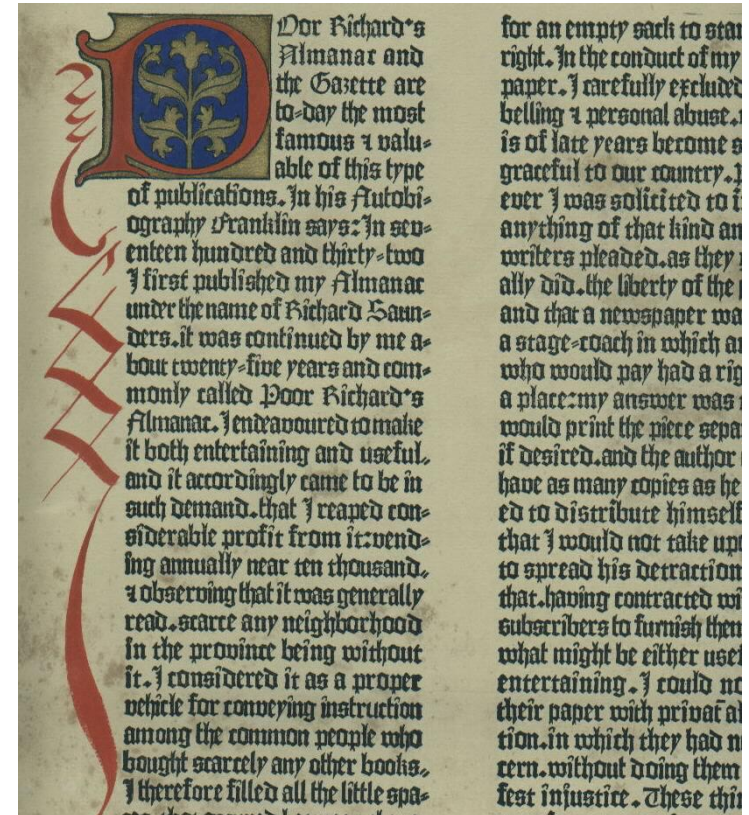 POor Richard's
Almanac and
the Gazette are
to-day the most
famous ⁊ valu-
able of this type
of publications. In his Autobi-
ography Franklin says: In sev-
enteen hundred and thirty-two
I first published my Almanac
under the name of Richard Saun-
ders. it was continued by me a-
bout twenty-five years and com-
monly called Poor Richard's
Almanac. I endeavoured to make
it both entertaining and useful,
and it accordingly came to be in
such demand. that I reaped con-
siderable profit from it: vend-
ing annually near ten thousand,
⁊ observing that it was generally
read. scarce any neighborhood
in the province being without
it. I considered it as a proper
vehicle for conveying instruction
among the common people who
bought scarcely any other books,
I therefore filled all the little spa-
for an empty sack to stan
right. In the conduct of my
paper. I carefully excluded
belling ⁊ personal abuse.
is of late years become s
graceful to our country.
ever I was solicited to i
anything of that kind an
writers pleaded. as they
ally did. the liberty of the
and that a newspaper wa
a stage-coach in which an
who would pay had a rig
a place: my answer was
would print the piece sepa
if desired. and the author
have as many copies as he
ed to distribute himself
that I would not take upo
to spread his detraction
that. having contracted wi
subscribers to furnish them
what might be either usef
entertaining. I could no
their paper with privat al
tion. in which they had n
cern. without doing them
fest injustice. These thin